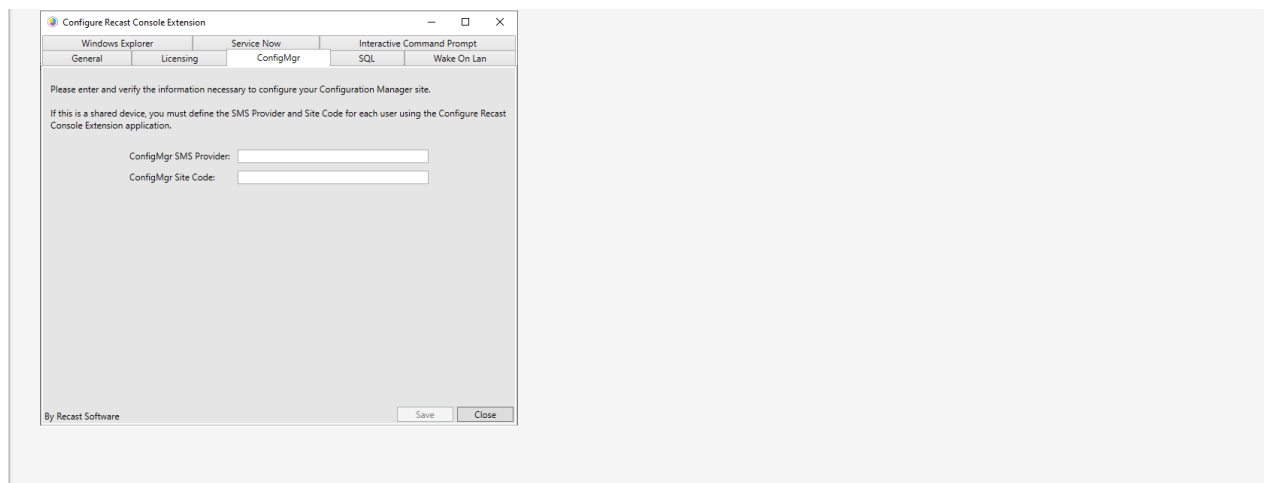 Configure Recast Console Extension
Windows Explorer Service Now Interactive Command Prompt
General Licensing ConfigMgr SQL Wake On Lan
Please enter and verify the information necessary to configure your Configuration Manager site.
If this is a shared device, you must define the SMS Provider and Site Code for each user using the Configure Recast
Console Extension application.
ConfigMgr SMS Provider:
ConfigMgr Site Code:
By Recast Software Save Close